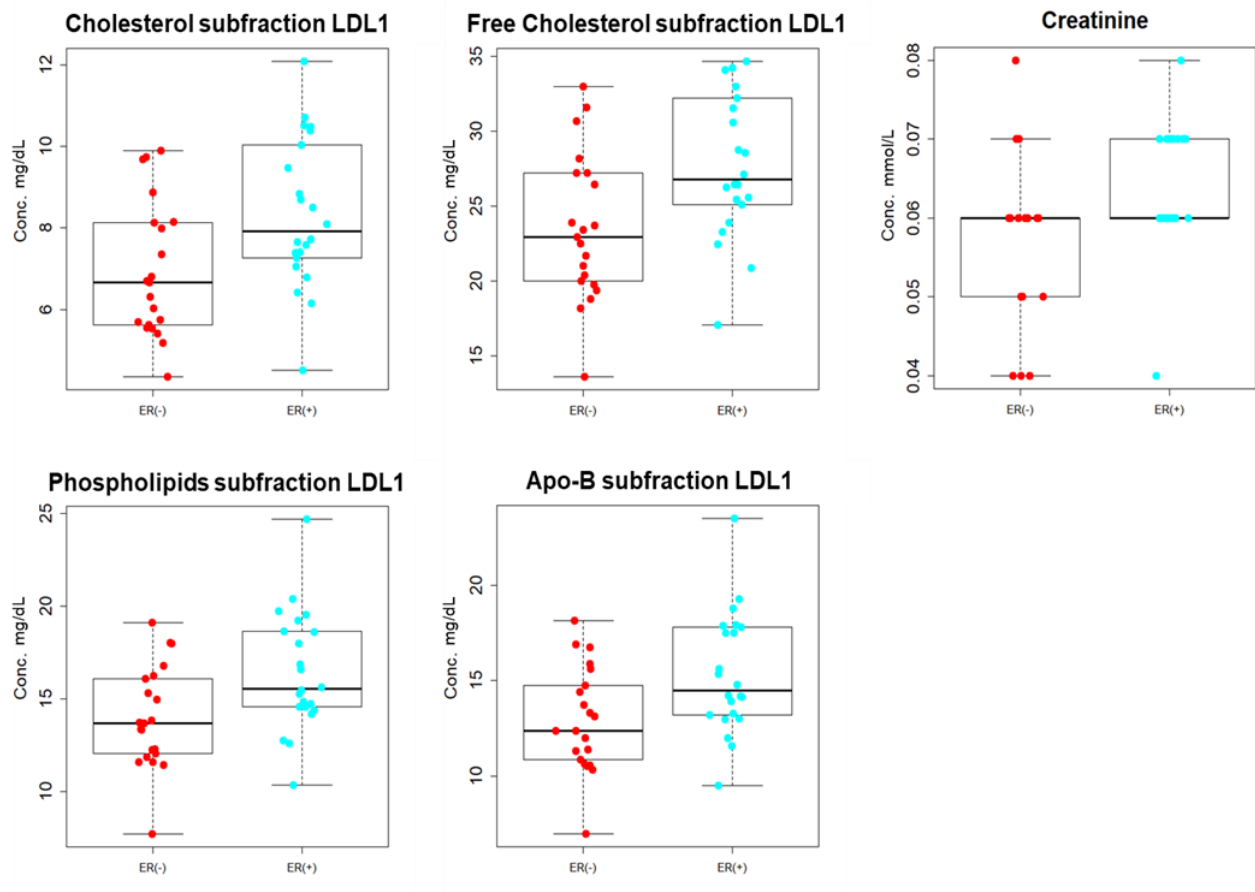 Cholesterol subfraction LDL1
Conc. mg/dL
12
10
8
6
ER(-)
ER(+)
Free Cholesterol subfraction LDL1
Conc. mg/dL
35
30
25
20
15
ER(-)
ER(+)
Creatinine
Conc. mmol/L
0.08
0.07
0.06
0.05
0.04
ER(-)
ER(+)
Phospholipids subfraction LDL1
Conc. mg/dL
25
20
15
10
ER(-)
ER(+)
Apo-B subfraction LDL1
Conc. mg/dL
20
15
10
ER(-)
ER(+)